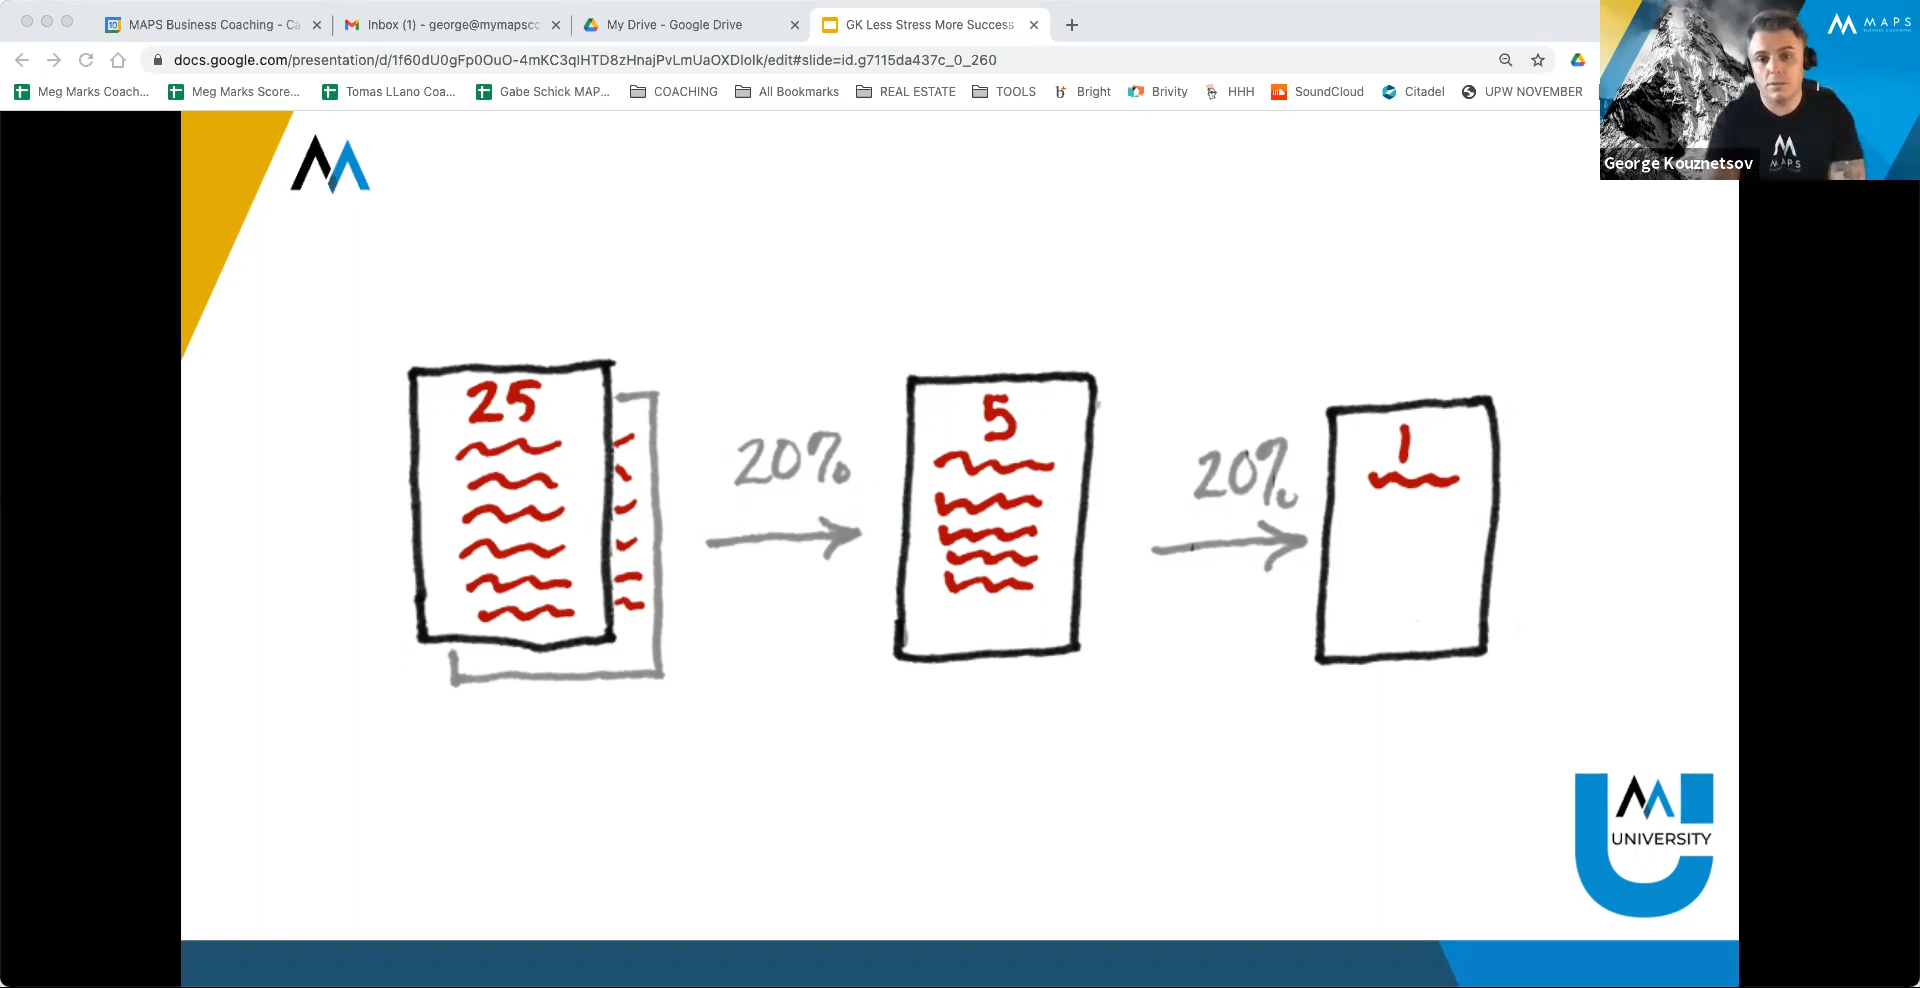 MAPS Business Coaching - Ca
Inbox (1) - george@mymapscc
My Drive - Google Drive
GK Less Stress More Success
docs.google.com/presentation/d/1f60dU0gFp0OuO-4mKC3qlHTD8zHnajPvLmUaOXDIoIk/edit#slide=id.g7115da437c_0_260
Meg Marks Coach...
Meg Marks Score...
Tomas LLano Coa...
Gabe Schick MAP...
COACHING
All Bookmarks
REAL ESTATE
TOOLS
Bright
Brivity
HHH
SoundCloud
Citadel
UPW NOVEMBER
MAPS
MAPS
George Kouznetsov
25
20%
5
20%
1
UNIVERSITY